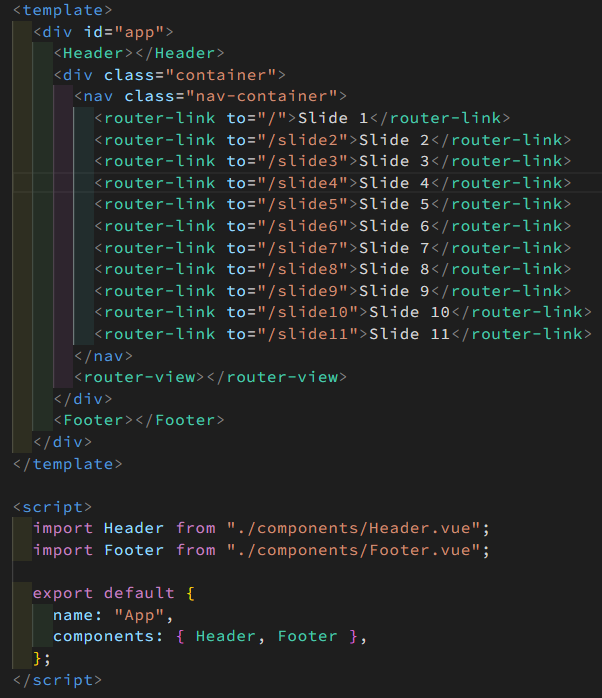 <template>
  <div id="app">
    <Header></Header>
    <div class="container">
      <nav class="nav-container">
        <router-link to="/">Slide 1</router-link>
        <router-link to="/slide2">Slide 2</router-link>
        <router-link to="/slide3">Slide 3</router-link>
        <router-link to="/slide4">Slide 4</router-link>
        <router-link to="/slide5">Slide 5</router-link>
        <router-link to="/slide6">Slide 6</router-link>
        <router-link to="/slide7">Slide 7</router-link>
        <router-link to="/slide8">Slide 8</router-link>
        <router-link to="/slide9">Slide 9</router-link>
        <router-link to="/slide10">Slide 10</router-link>
        <router-link to="/slide11">Slide 11</router-link>
      </nav>
      <router-view></router-view>
    </div>
    <Footer></Footer>
  </div>
</template>

<script>
  import Header from "./components/Header.vue";
  import Footer from "./components/Footer.vue";

  export default {
    name: "App",
    components: { Header, Footer },
  };
</script>